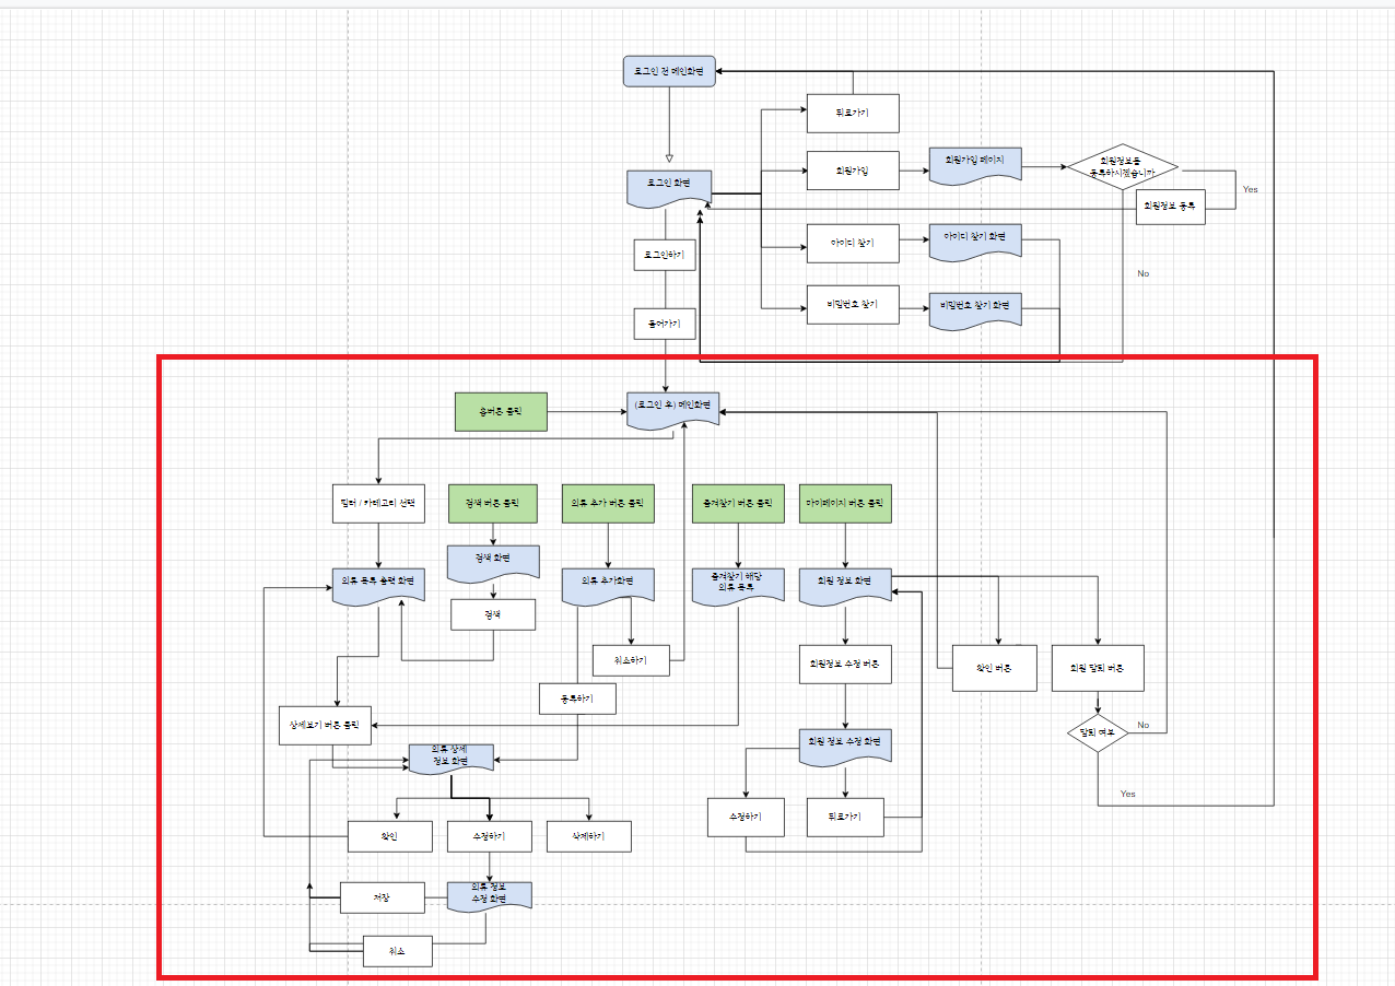 로그인 전 메인화면
뒤로가기
회원가입
회원가입 페이지
회원정보를
등록하시겠습니까
Yes
로그인 화면
회원정보 등록
아이디 찾기
아이디 찾기 화면
로그인하기
No
비밀번호 찾기
비밀번호 찾기 화면
들어가기
홈버튼 클릭
(로그인 후) 메인화면
필터 / 카테고리 선택
검색 버튼 클릭
의류 추가 버튼 클릭
즐겨찾기 버튼 클릭
마이페이지 버튼 클릭
검색 화면
의류 목록 출력 화면
의류 추가화면
즐겨찾기 해당
의류 목록
회원 정보 화면
검색
취소하기
회원정보 수정 버튼
확인 버튼
회원 탈퇴 버튼
등록하기
상세보기 버튼 클릭
No
탈퇴 여부
회원 정보 수정 화면
의류 상세
정보 화면
Yes
수정하기
뒤로가기
확인
수정하기
삭제하기
의류 정보
수정 화면
저장
취소